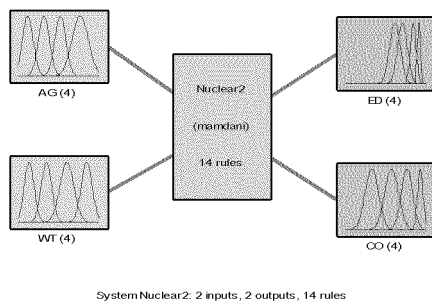 AG (4)
WT (4)
Nuclear2
(mamdani)
14 rules
ED (4)
CO (4)
System Nuclear2: 2 inputs, 2 outputs, 14 rules